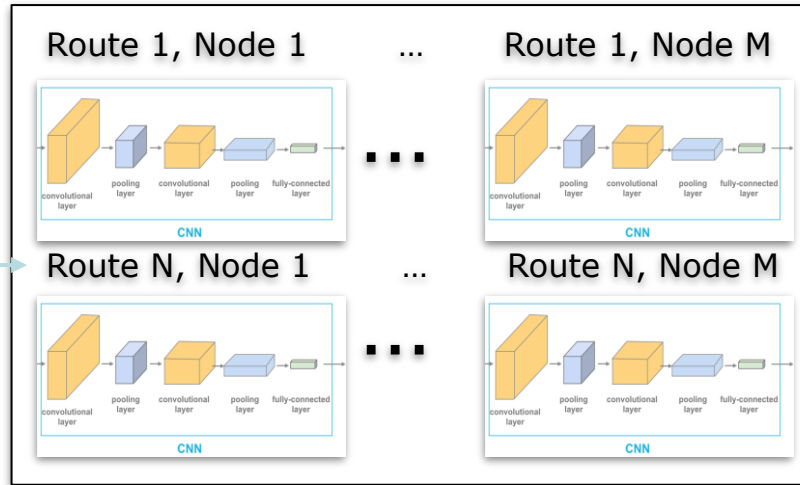 Route 1, Node 1 ... Route 1, Node M
convolutional layer
pooling layer
convolutional layer
pooling layer
fully-connected layer
CNN
...
convolutional layer
pooling layer
convolutional layer
pooling layer
fully-connected layer
CNN
Route N, Node 1 ... Route N, Node M
convolutional layer
pooling layer
convolutional layer
pooling layer
fully-connected layer
CNN
...
convolutional layer
pooling layer
convolutional layer
pooling layer
fully-connected layer
CNN